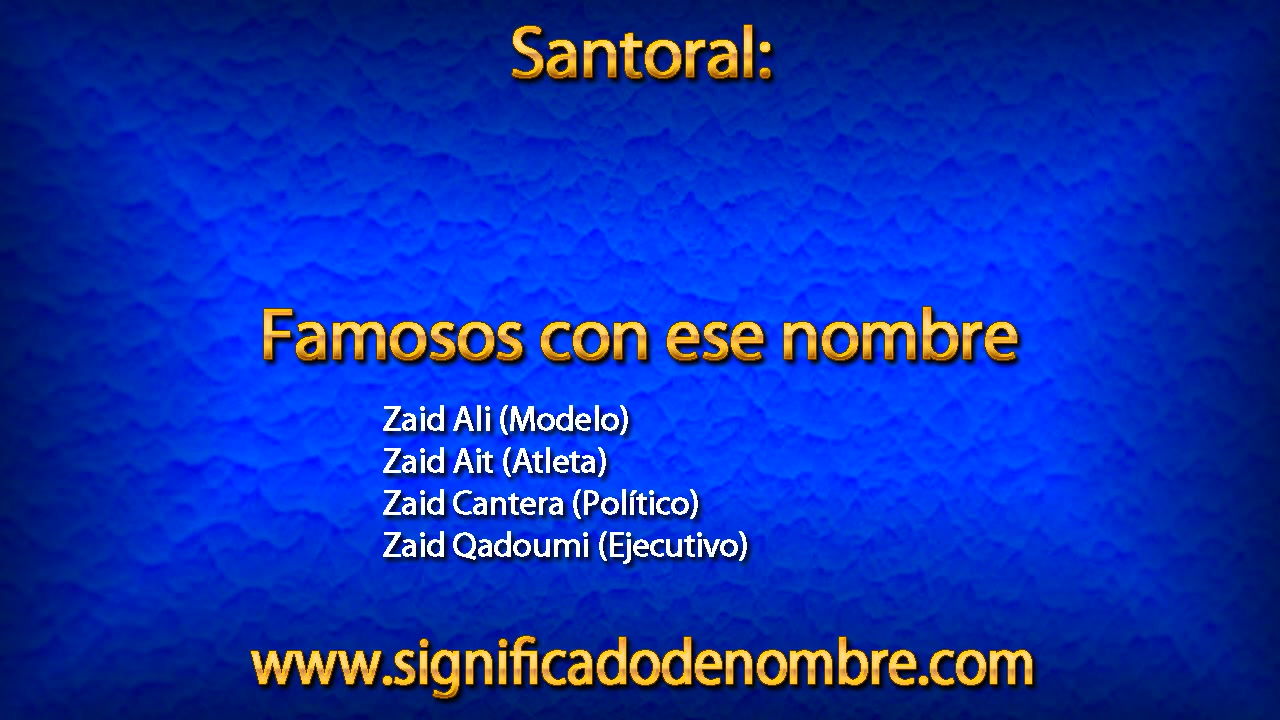 Santoral:
Famosos con ese nombre
Zaid Ali (Modelo)
Zaid Ait (Atleta)
Zaid Cantera (Político)
Zaid Qadoumi (Ejecutivo)
www.significadodenombre.com